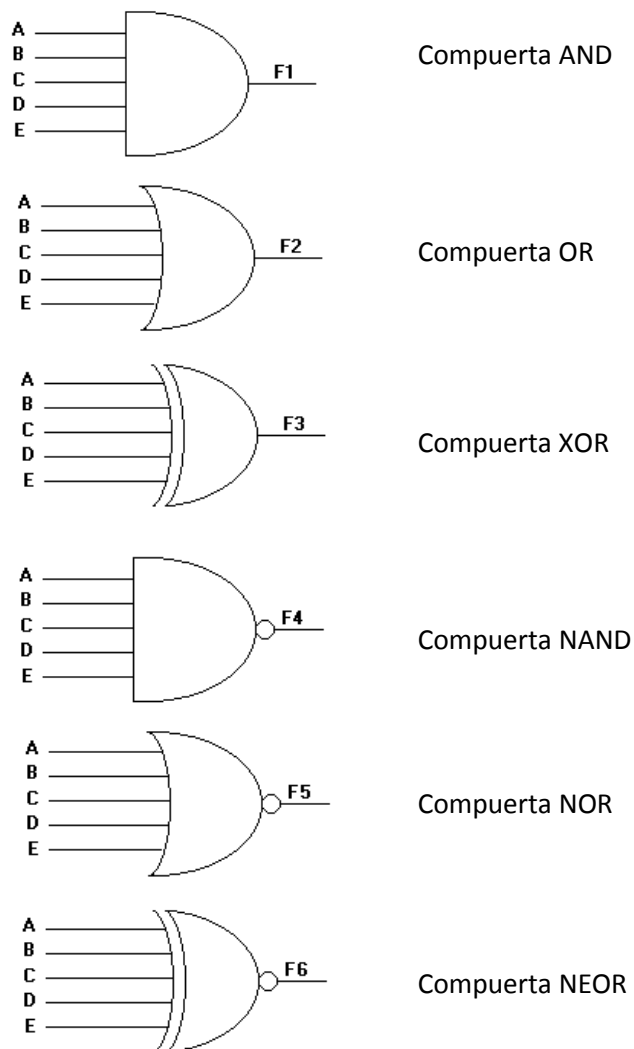 A
B
C
D
E
F1
Compuerta AND
A
B
C
D
E
F2
Compuerta OR
A
B
C
D
E
F3
Compuerta XOR
A
B
C
D
E
F4
Compuerta NAND
A
B
C
D
E
F5
Compuerta NOR
A
B
C
D
E
F6
Compuerta NEOR